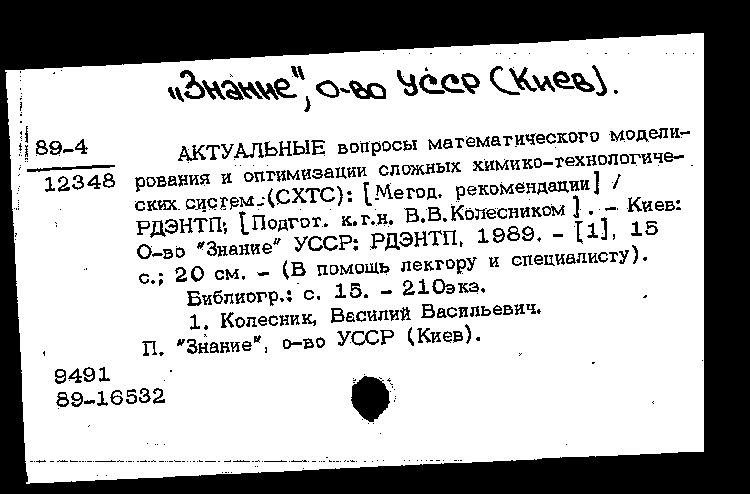 "Знание", о-во УССР (Киев).
89-4
12348
АКТУАЛЬНЫЕ вопросы математического модели-
рования и оптимизации сложных химико-технологиче-
ских систем.(СХТС): [Метод. рекомендации] /
РДЭНТП; [Подгот. к.т.н. В.В.Колесником]. - Киев:
О-во "Знание" УССР: РДЭНТП, 1989. - [1], 15
с.; 20 см. - (В помощь лектору и специалисту).
Библиогр.: с. 15. - 210экз.
1. Колесник, Василий Васильевич.
П. "Знание", о-во УССР (Киев).
9491
89-16532